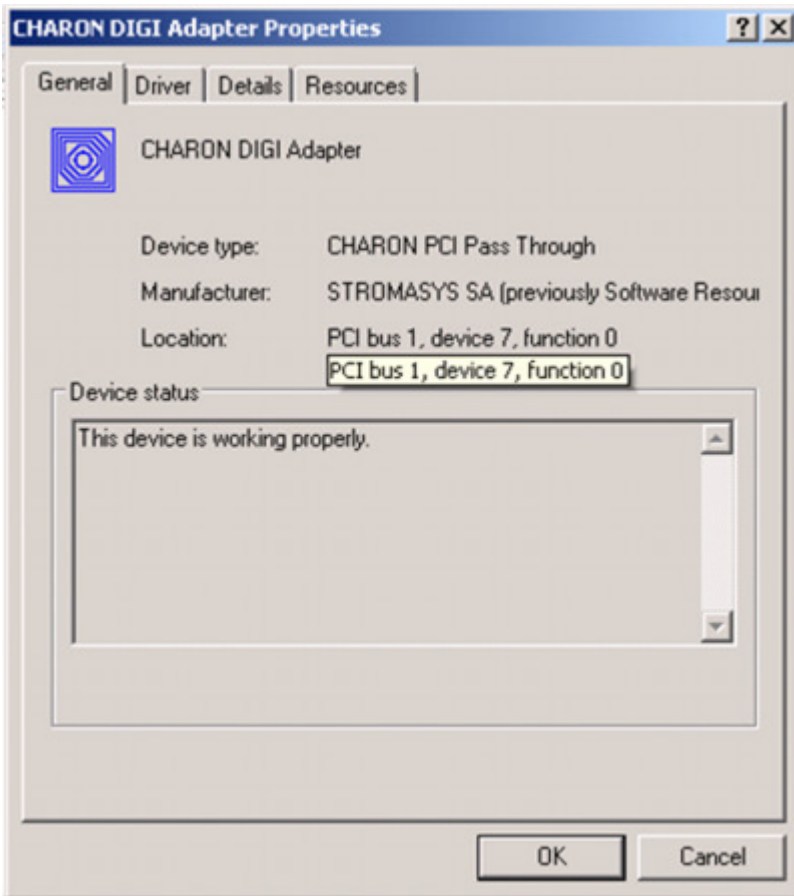 CHARON DIGI Adapter Properties
General Driver Details Resources
CHARON DIGI Adapter
Device type: CHARON PCI Pass Through
Manufacturer: STROMASYS SA (previously Software
Location: PCI bus 1, device 7, function 0
PCI bus 1, device 7, function 0
Device status
This device is working properly.
OK Cancel